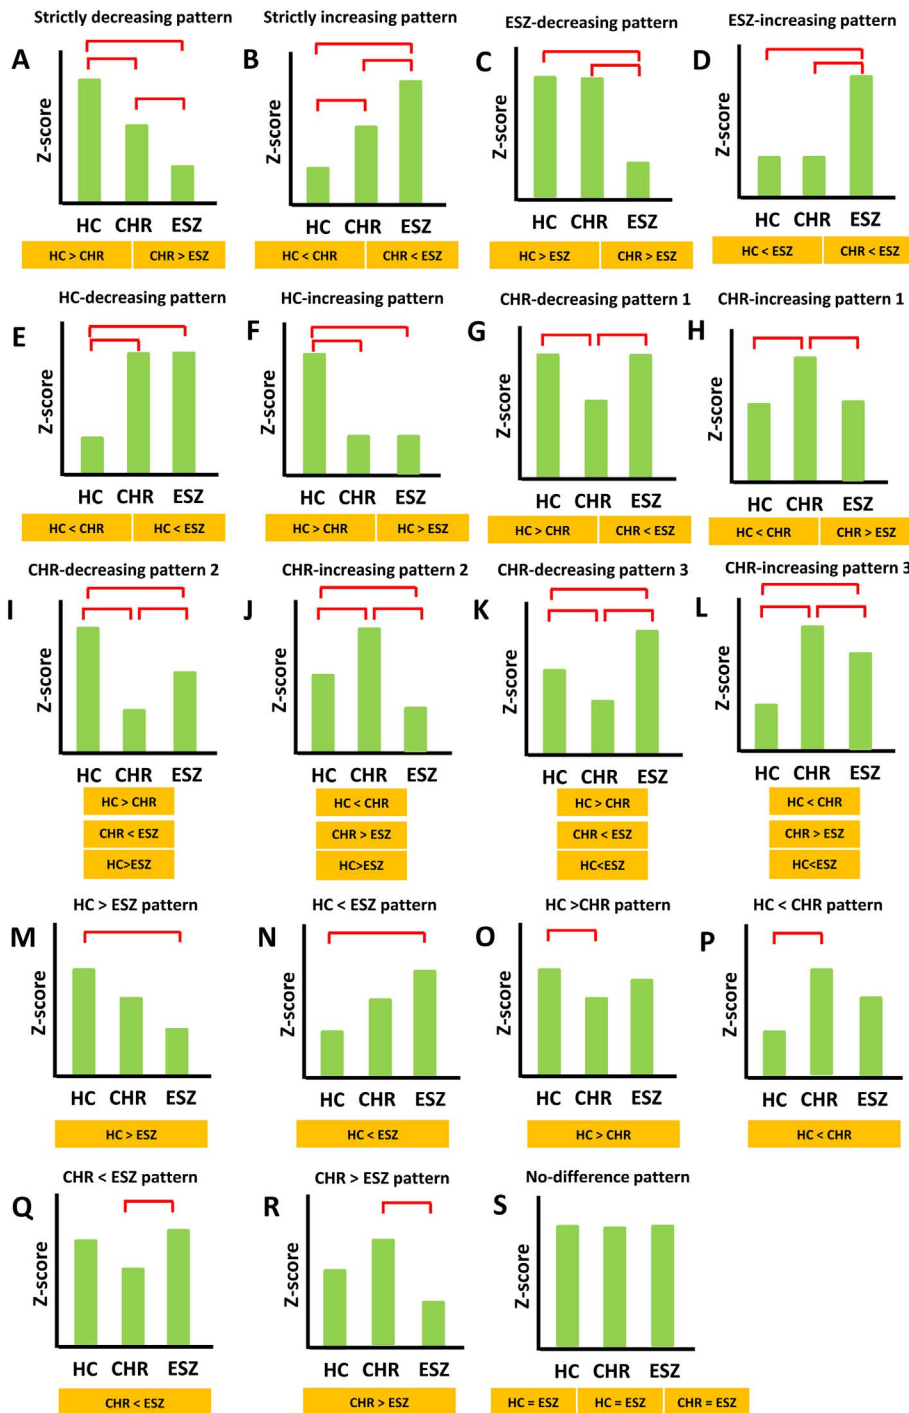 Strictly decreasing pattern
A
Z-score
HC CHR ESZ
HC > CHR CHR > ESZ
Strictly increasing pattern
B
Z-score
HC CHR ESZ
HC < CHR CHR < ESZ
ESZ-decreasing pattern
C
Z-score
HC CHR ESZ
HC > ESZ CHR > ESZ
ESZ-increasing pattern
D
Z-score
HC CHR ESZ
HC < ESZ CHR < ESZ
HC-decreasing pattern
E
Z-score
HC CHR ESZ
HC < CHR HC < ESZ
HC-increasing pattern
F
Z-score
HC CHR ESZ
HC > CHR HC > ESZ
CHR-decreasing pattern 1
G
Z-score
HC CHR ESZ
HC > CHR CHR < ESZ
CHR-increasing pattern 1
H
Z-score
HC CHR ESZ
HC < CHR CHR > ESZ
CHR-decreasing pattern 2
I
Z-score
HC CHR ESZ
HC > CHR
CHR < ESZ
HC>ESZ
CHR-increasing pattern 2
J
Z-score
HC CHR ESZ
HC < CHR
CHR > ESZ
HC>ESZ
CHR-decreasing pattern 3
K
Z-score
HC CHR ESZ
HC > CHR
CHR < ESZ
HC<ESZ
CHR-increasing pattern 3
L
Z-score
HC CHR ESZ
HC < CHR
CHR > ESZ
HC<ESZ
HC > ESZ pattern
M
Z-score
HC CHR ESZ
HC > ESZ
HC < ESZ pattern
N
Z-score
HC CHR ESZ
HC < ESZ
HC >CHR pattern
O
Z-score
HC CHR ESZ
HC > CHR
HC < CHR pattern
P
Z-score
HC CHR ESZ
HC < CHR
CHR < ESZ pattern
Q
Z-score
HC CHR ESZ
CHR < ESZ
CHR > ESZ pattern
R
Z-score
HC CHR ESZ
CHR > ESZ
No-difference pattern
S
Z-score
HC CHR ESZ
HC = ESZ HC = ESZ CHR = ESZ